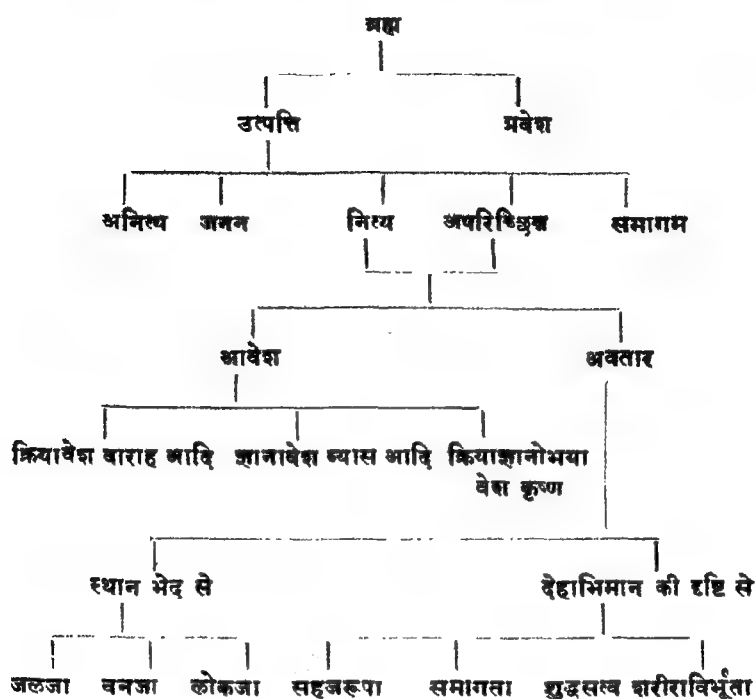 ब्रह्म
उत्पत्ति प्रवेश
अनित्य जनन नित्य अपरिच्छिन्न समागम
आवेश अवतार
क्रियावेश वाराह आदि ज्ञानावेश व्यास आदि क्रियाज्ञानोभया
वेश कृष्ण
स्थान भेद से देहाभिमान की दृष्टि से
जलजा वनजा लोकजा सहजरूपा समागता शुद्धसत्व शरीराविर्भूता